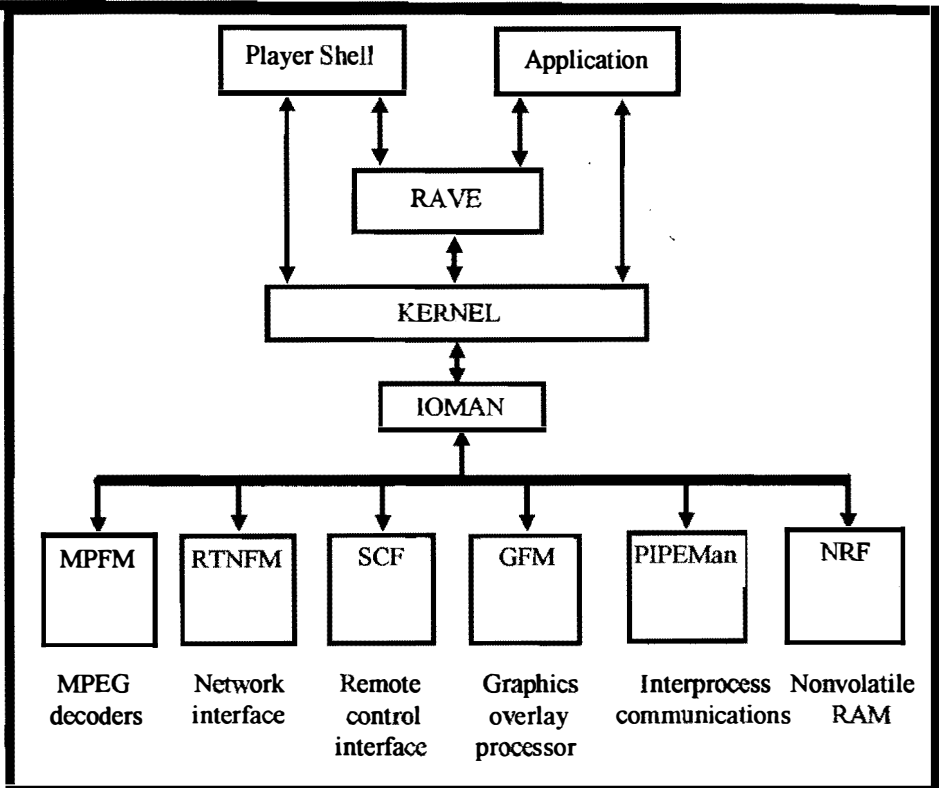 Player Shell
Application
RAVE
KERNEL
IOMAN
MPFM
RTNFM
SCF
GFM
PIPEMan
NRF
MPEG
decoders
Network
interface
Remote
control
interface
Graphics
overlay
processor
Interprocess
communications
Nonvolatile
RAM